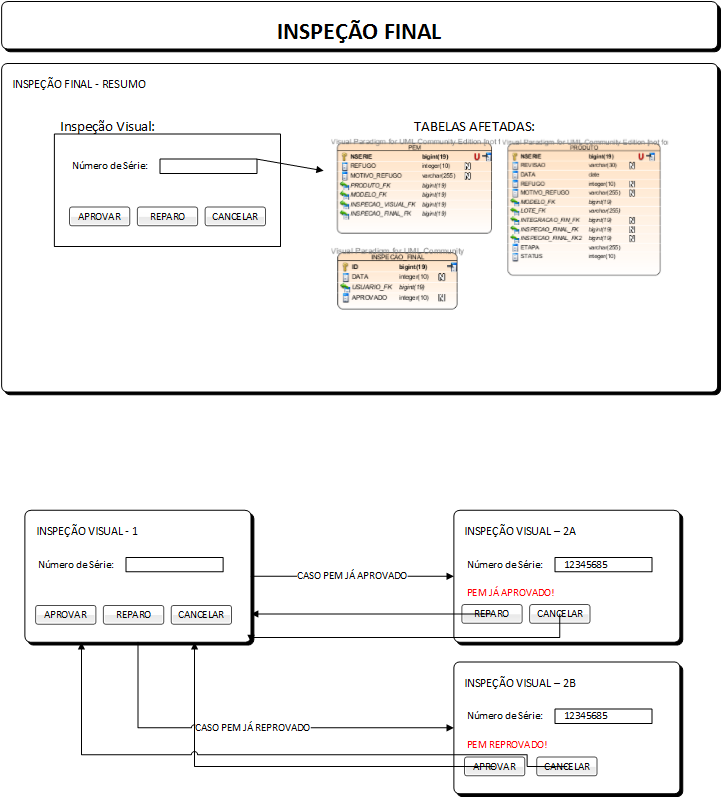 INSPEÇÃO FINAL
INSPEÇÃO FINAL - RESUMO
Inspeção Visual:
Número de Série:
APROVAR REPARO CANCELAR
TABELAS AFETADAS:
Visual Paradigm for UML Community Edition [not f
PEM
NSERIE bigint(19) U
REFUGO integer(10) N
MOTIVO_REFUGO varchar(255) N
PRODUTO_FK bigint(19)
MODELO_FK bigint(19)
INSPECAO_VISUAL_FK bigint(19)
INSPECAO_FINAL_FK bigint(19)
Visual Paradigm for UML Community Edition [not for
PRODUTO
NSERIE bigint(19) U
REVISAO varchar(30) N
DATA date
REFUGO integer(10) N
MOTIVO_REFUGO varchar(255) N
MODELO_FK bigint(19)
LOTE_FK varchar(255)
INTEGRACAO_PIN_FK bigint(19) N
INSPECAO_FINAL_FK bigint(19) N
INSPECAO_FINAL_FK2 bigint(19) N
ETAPA varchar(255)
STATUS integer(10)
Visual Paradigm for UML Community
INSPECAO_FINAL
ID bigint(19)
DATA integer(10) N
USUARIO_FK bigint(19)
APROVADO integer(10) N
INSPEÇÃO VISUAL - 1
Número de Série:
APROVAR REPARO CANCELAR
CASO PEM JÁ APROVADO
INSPEÇÃO VISUAL – 2A
Número de Série: 12345685
PEM JÁ APROVADO!
REPARO CANCELAR
CASO PEM JÁ REPROVADO
INSPEÇÃO VISUAL – 2B
Número de Série: 12345685
PEM REPROVADO!
APROVAR CANCELAR